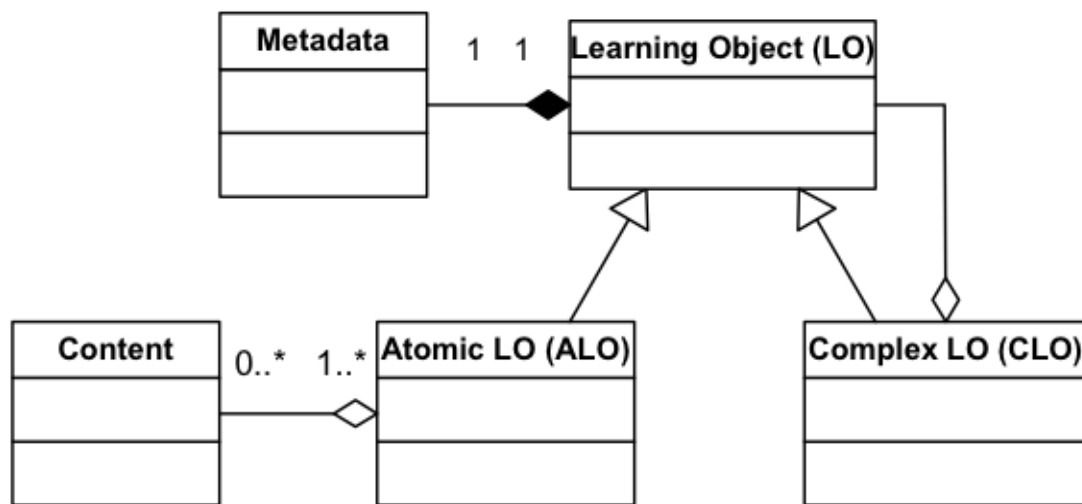 Metadata
1 1
Learning Object (LO)
Content
0..* 1..*
Atomic LO (ALO)
Complex LO (CLO)